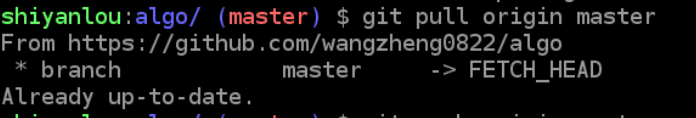 shiyanlou:algo/ (master) $ git pull origin master
From https://github.com/wangzheng0822/algo
 * branch            master     -> FETCH_HEAD
Already up-to-date.